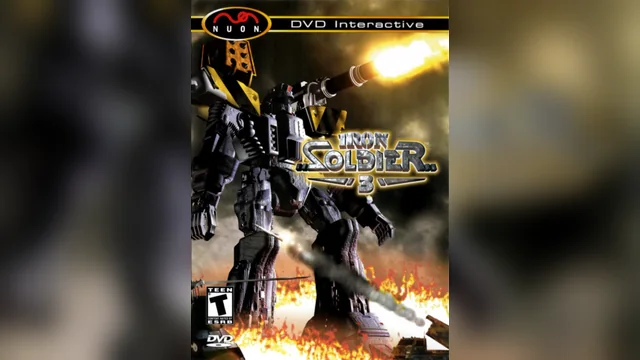 NUON
DVD Interactive
IRON
SOLDIER
3
TEEN
T
ESRB
DVD